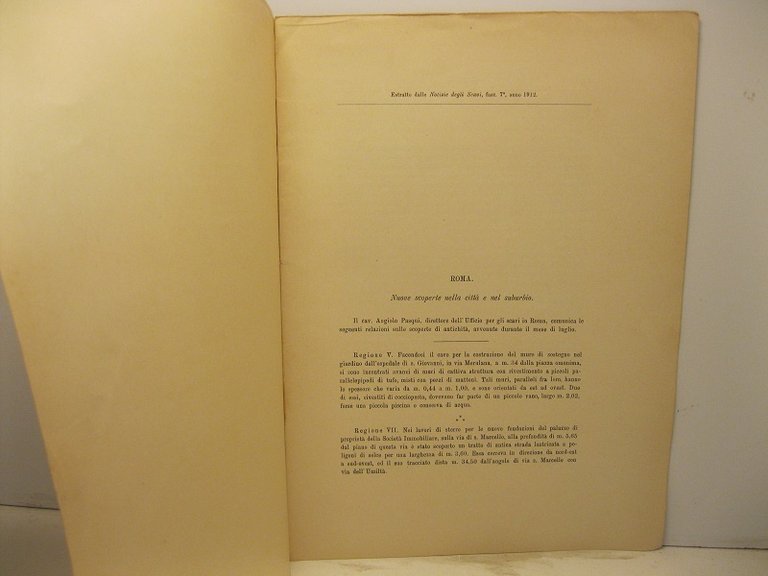 Estratto dalle Notizie degli Scavi, fasc. 7°, anno 1912.
ROMA.
Nuove scoperte nella città e nel suburbio.
Il cav. Angiolo Pasqui, direttore dell'Ufficio per gli scavi in Roma, comunica le
seguenti relazioni sulle scoperte di antichità, avvenute durante il mese di luglio.
Regione V. Facendosi il cavo per la costruzione del muro di sostegno nel
giardino dell'ospedale di s. Giovanni, in via Merulana, a m. 34 dalla piazza omonima,
si sono incontrati avanzi di muri di cattiva struttura con rivestimento a piccoli pa-
rallelepipedi di tufo, misti con pezzi di mattoni. Tali muri, paralleli fra loro, hanno
lo spessore che varia da m. 0,44 a m. 1,00, e sono orientati da est ad ovest. Due
di essi, rivestiti di cocciopesto, dovevano far parte di un piccolo vano, largo m. 2,02,
forse una piccola piscina o conserva di acqua.
Regione VII. Nei lavori di sterro per le nuove fondazioni del palazzo di
proprietà della Società Immobiliare, sulla via di s. Marcello, alla profondità di m. 5,65
dal piano di questa via è stato scoperto un tratto di antica strada lastricata a po-
ligoni di selce per una larghezza di m. 3,60. Essa correva in direzione da nord-est
a sud-ovest, ed il suo tracciato dista m. 34,50 dall'angolo di via s. Marcello con
via dell'Umiltà.